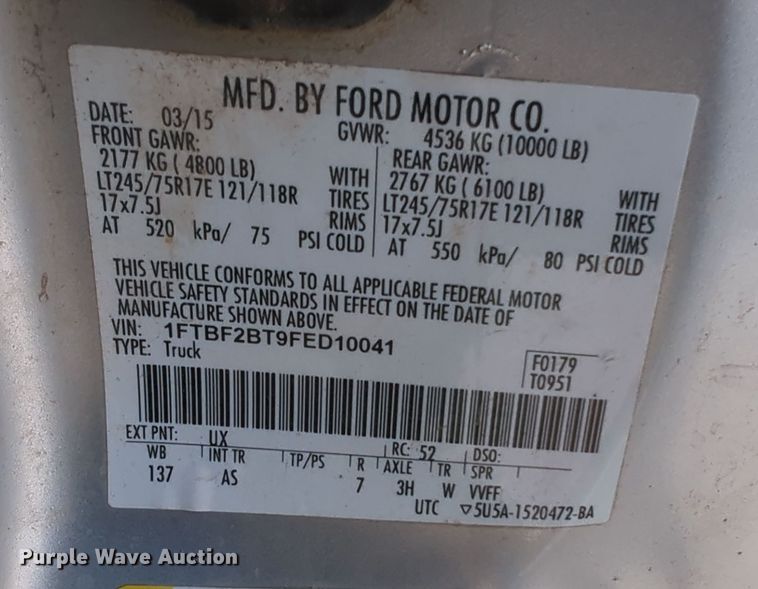 MFD. BY FORD MOTOR CO.
DATE: 03/15 GVWR: 4536 KG (10000 LB)
FRONT GAWR: REAR GAWR:
2177 KG ( 4800 LB) WITH 2767 KG ( 6100 LB) WITH
LT245/75R17E 121/118R TIRES LT245/75R17E 121/118R TIRES
17x7.5J RIMS 17x7.5J RIMS
AT 520 kPa/ 75 PSI COLD AT 550 kPa/ 80 PSI COLD
THIS VEHICLE CONFORMS TO ALL APPLICABLE FEDERAL MOTOR
VEHICLE SAFETY STANDARDS IN EFFECT ON THE DATE OF
MANUFACTURE SHOWN ABOVE.
VIN: 1FTBF2BT9FED10041
TYPE: Truck
F0179
T0951
EXT PNT: UX RC: 52 DSO:
WB INT TR TP/PS R AXLE TR SPR
137 AS 7 3H W VVFF
UTC ▽5U5A-1520472-BA
Purple Wave Auction